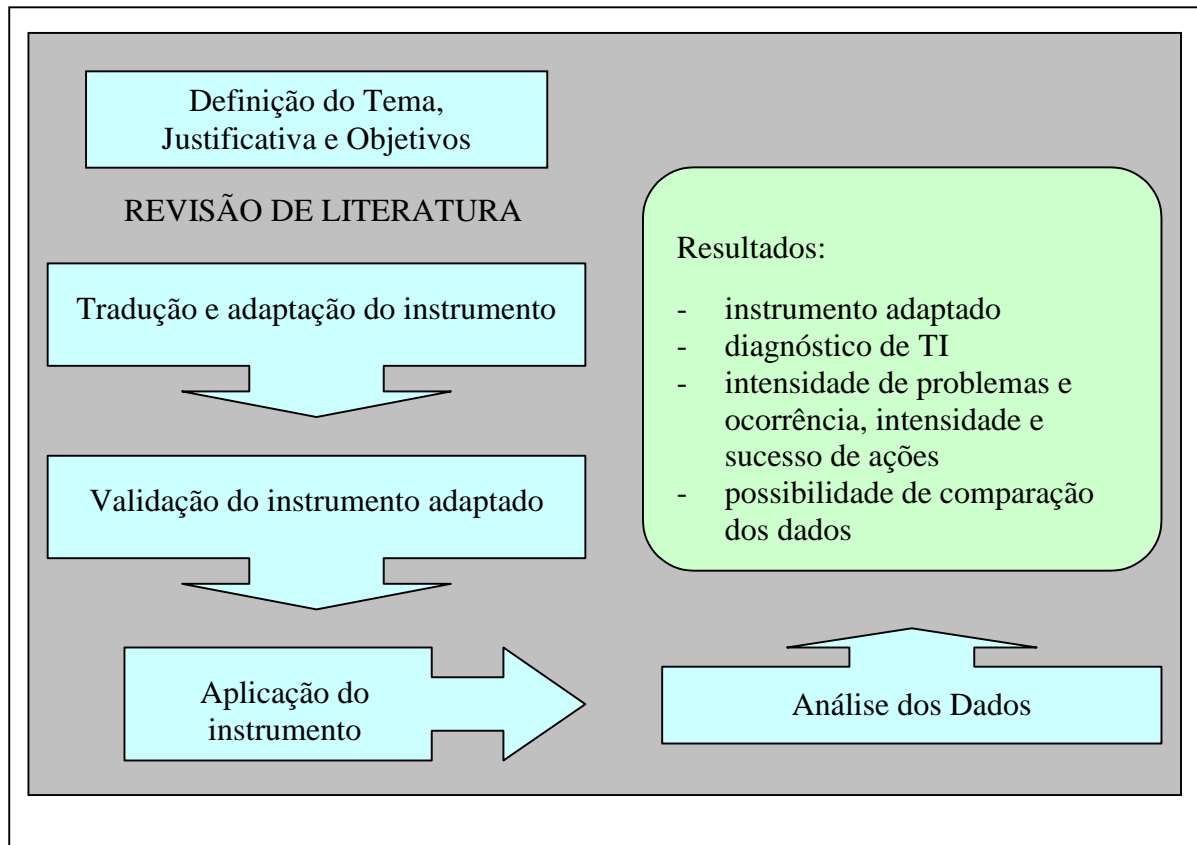 Definição do Tema,
Justificativa e Objetivos
REVISÃO DE LITERATURA
Tradução e adaptação do instrumento
Validação do instrumento adaptado
Aplicação do
instrumento
Análise dos Dados
Resultados:
- instrumento adaptado
- diagnóstico de TI
- intensidade de problemas e
ocorrência, intensidade e
sucesso de ações
- possibilidade de comparação
dos dados